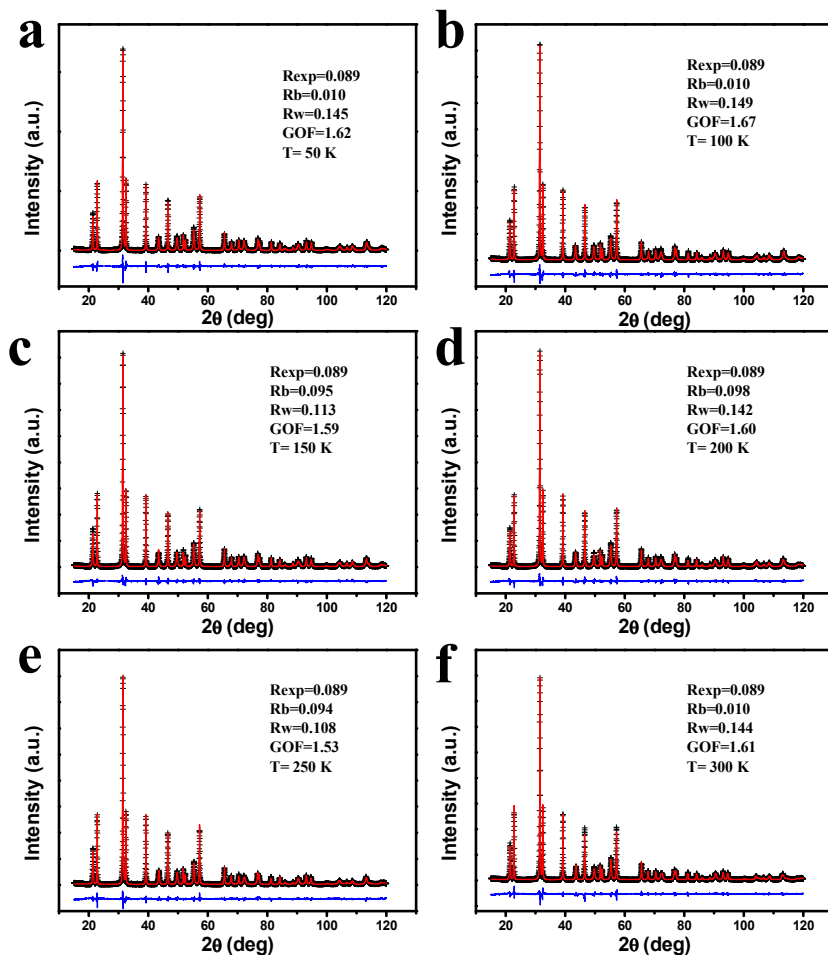 a
Rexp=0.089
Rb=0.010
Rw=0.145
GOF=1.62
T= 50 K
Intensity (a.u.)
20 40 60 80 100 120
2θ (deg)
b
Rexp=0.089
Rb=0.010
Rw=0.149
GOF=1.67
T= 100 K
Intensity (a.u.)
20 40 60 80 100 120
2θ (deg)
c
Rexp=0.089
Rb=0.095
Rw=0.113
GOF=1.59
T= 150 K
Intensity (a.u.)
20 40 60 80 100 120
2θ (deg)
d
Rexp=0.089
Rb=0.098
Rw=0.142
GOF=1.60
T= 200 K
Intensity (a.u.)
20 40 60 80 100 120
2θ (deg)
e
Rexp=0.089
Rb=0.094
Rw=0.108
GOF=1.53
T= 250 K
Intensity (a.u.)
20 40 60 80 100 120
2θ (deg)
f
Rexp=0.089
Rb=0.010
Rw=0.144
GOF=1.61
T= 300 K
Intensity (a.u.)
20 40 60 80 100 120
2θ (deg)